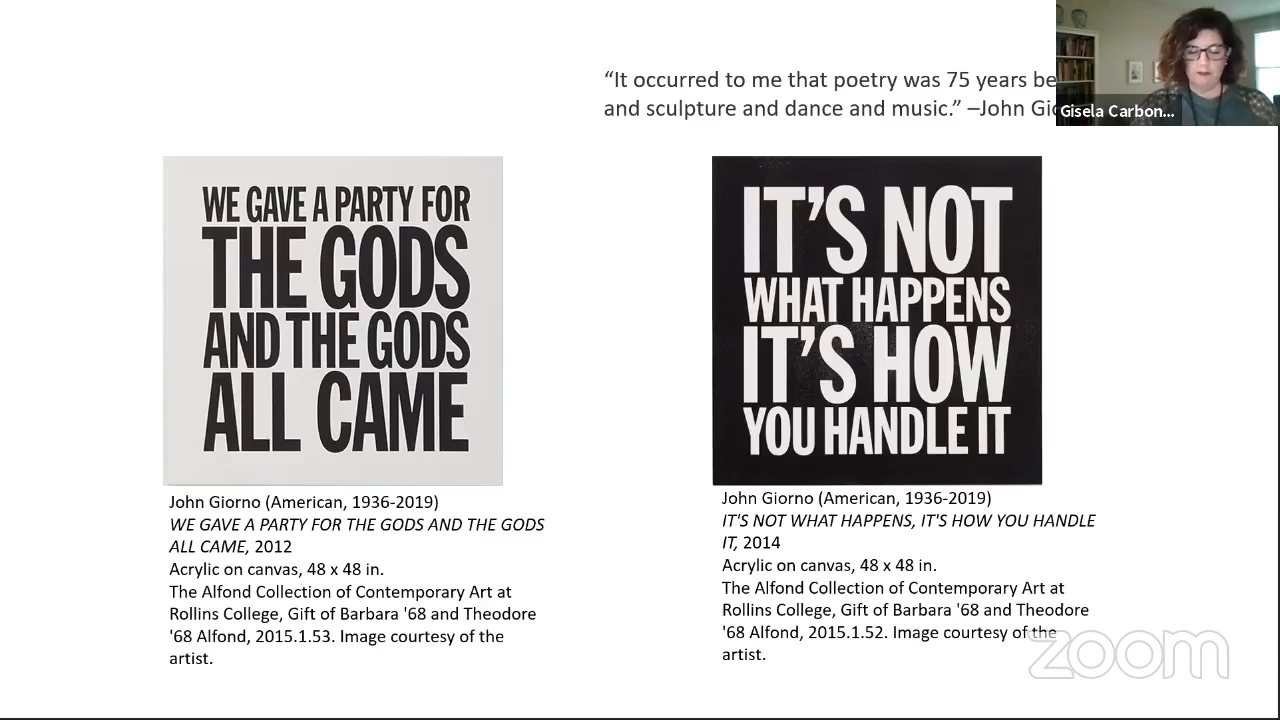 “It occurred to me that poetry was 75 years be
and sculpture and dance and music.” –John Gio
Gisela Carbon...
WE GAVE A PARTY FOR
THE GODS
AND THE GODS
ALL CAME
IT’S NOT
WHAT HAPPENS
IT’S HOW
YOU HANDLE IT
John Giorno (American, 1936-2019)
WE GAVE A PARTY FOR THE GODS AND THE GODS
ALL CAME, 2012
Acrylic on canvas, 48 x 48 in.
The Alfond Collection of Contemporary Art at
Rollins College, Gift of Barbara '68 and Theodore
'68 Alfond, 2015.1.53. Image courtesy of the
artist.
John Giorno (American, 1936-2019)
IT'S NOT WHAT HAPPENS, IT'S HOW YOU HANDLE
IT, 2014
Acrylic on canvas, 48 x 48 in.
The Alfond Collection of Contemporary Art at
Rollins College, Gift of Barbara '68 and Theodore
'68 Alfond, 2015.1.52. Image courtesy of the
artist.
zoom